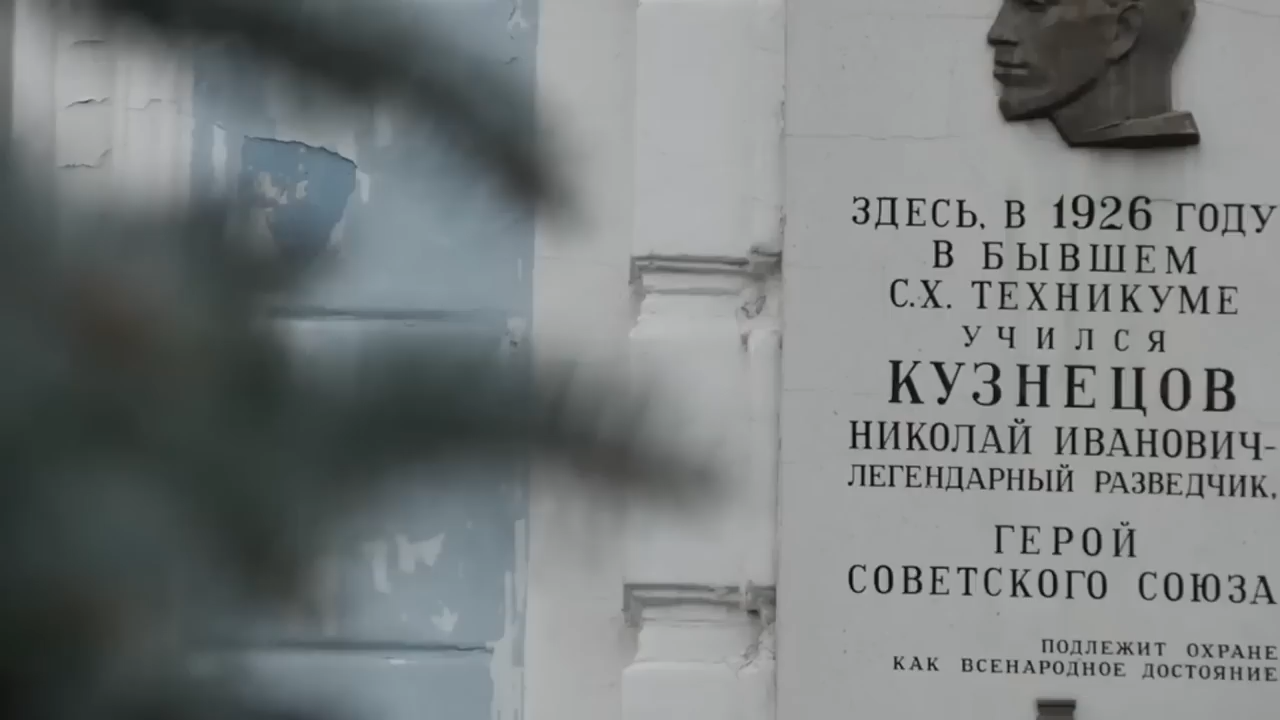 ЗДЕСЬ, В 1926 ГОДУ
В БЫВШЕМ
С.Х. ТЕХНИКУМЕ
УЧИЛСЯ
КУЗНЕЦОВ
НИКОЛАЙ ИВАНОВИЧ-
ЛЕГЕНДАРНЫЙ РАЗВЕДЧИК,
ГЕРОЙ
СОВЕТСКОГО СОЮЗА
ПОДЛЕЖИТ ОХРАНЕ
КАК ВСЕНАРОДНОЕ ДОСТОЯНИЕ